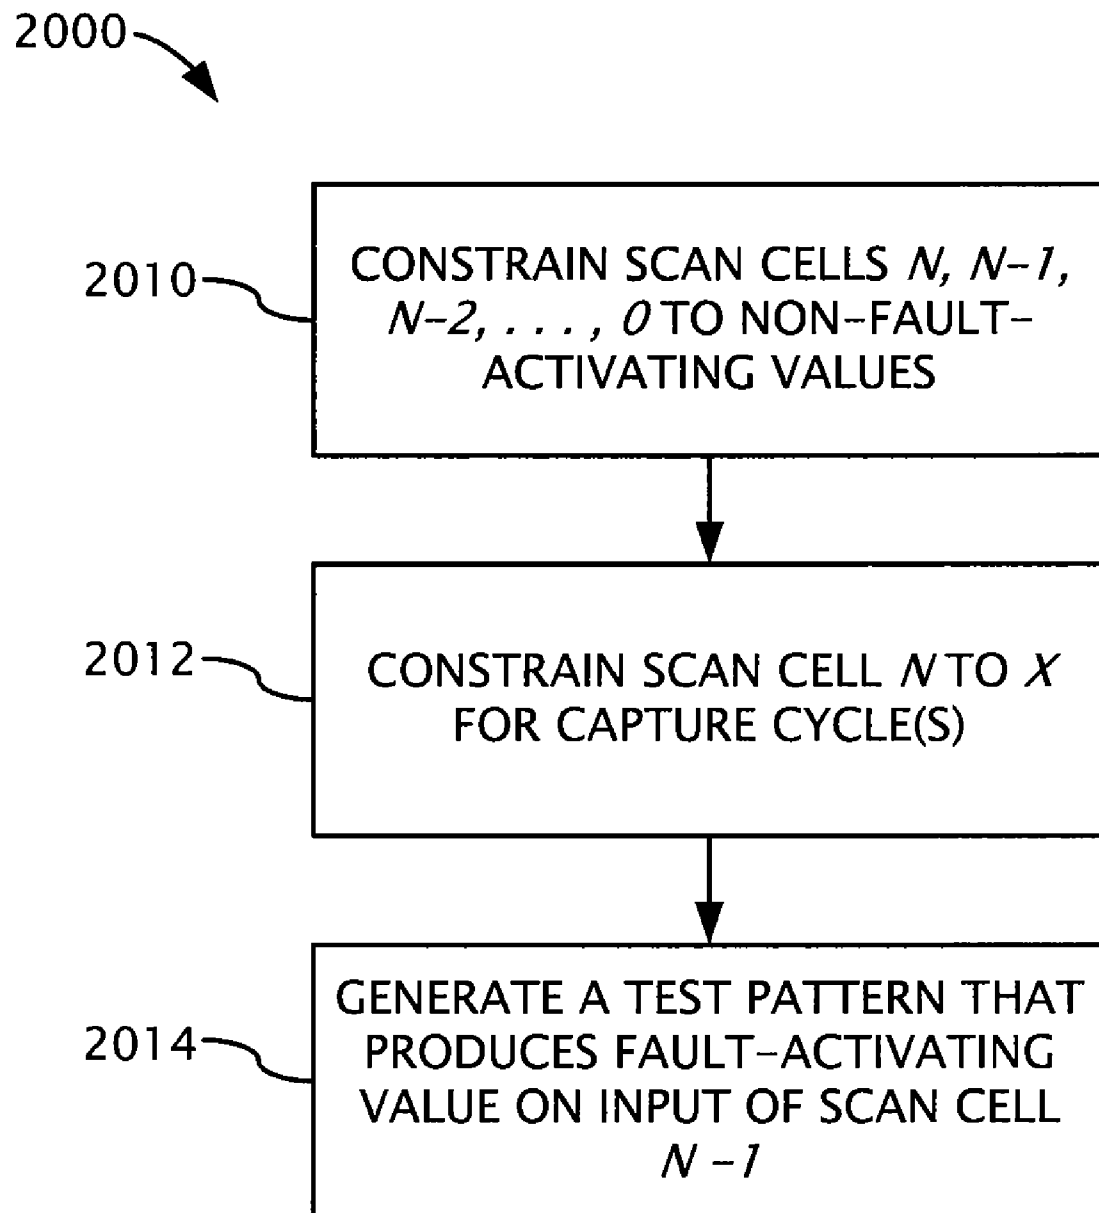 2000
2010
CONSTRAIN SCAN CELLS N, N-1,
N-2, . . . , 0 TO NON-FAULT-
ACTIVATING VALUES
2012
CONSTRAIN SCAN CELL N TO X
FOR CAPTURE CYCLE(S)
2014
GENERATE A TEST PATTERN THAT
PRODUCES FAULT-ACTIVATING
VALUE ON INPUT OF SCAN CELL
N -1